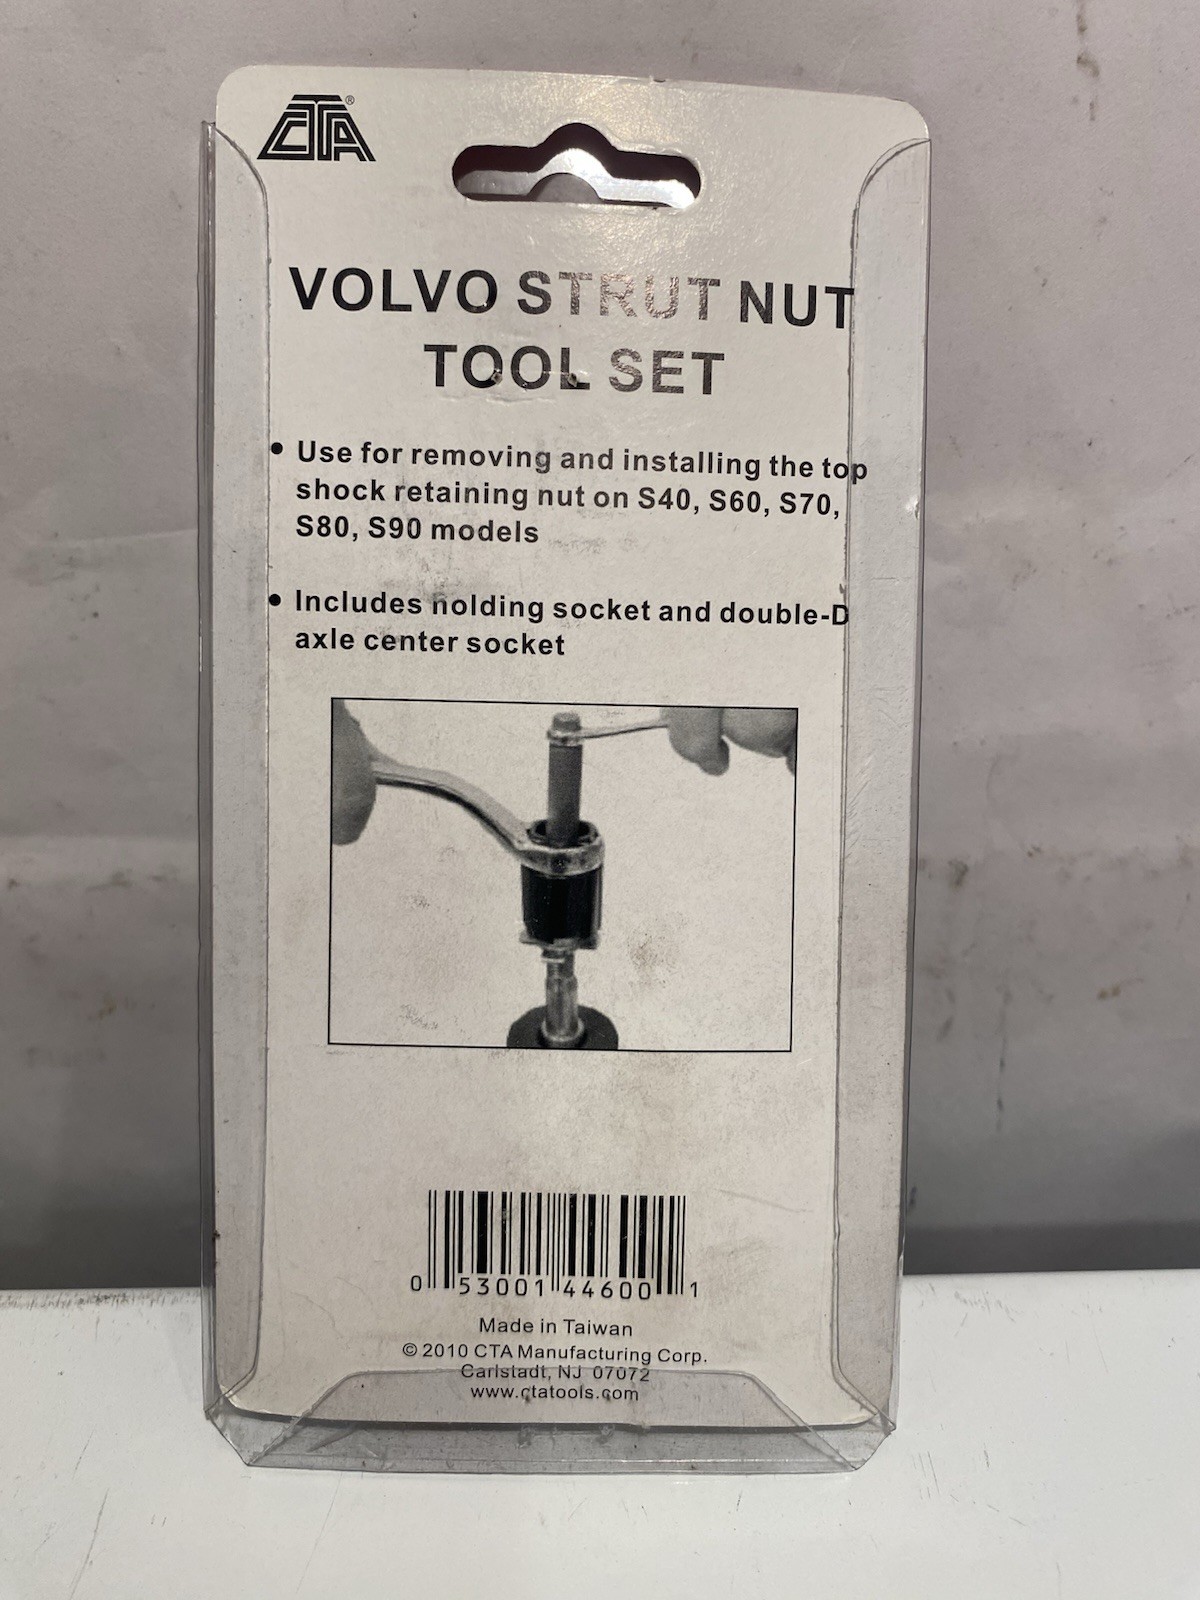 CTA®
VOLVO STRUT NUT
TOOL SET
• Use for removing and installing the top
shock retaining nut on S40, S60, S70,
S80, S90 models
• Includes holding socket and double-D
axle center socket
0 53001 44600 1
Made in Taiwan
© 2010 CTA Manufacturing Corp.
Carlstadt, NJ 07072
www.ctatools.com